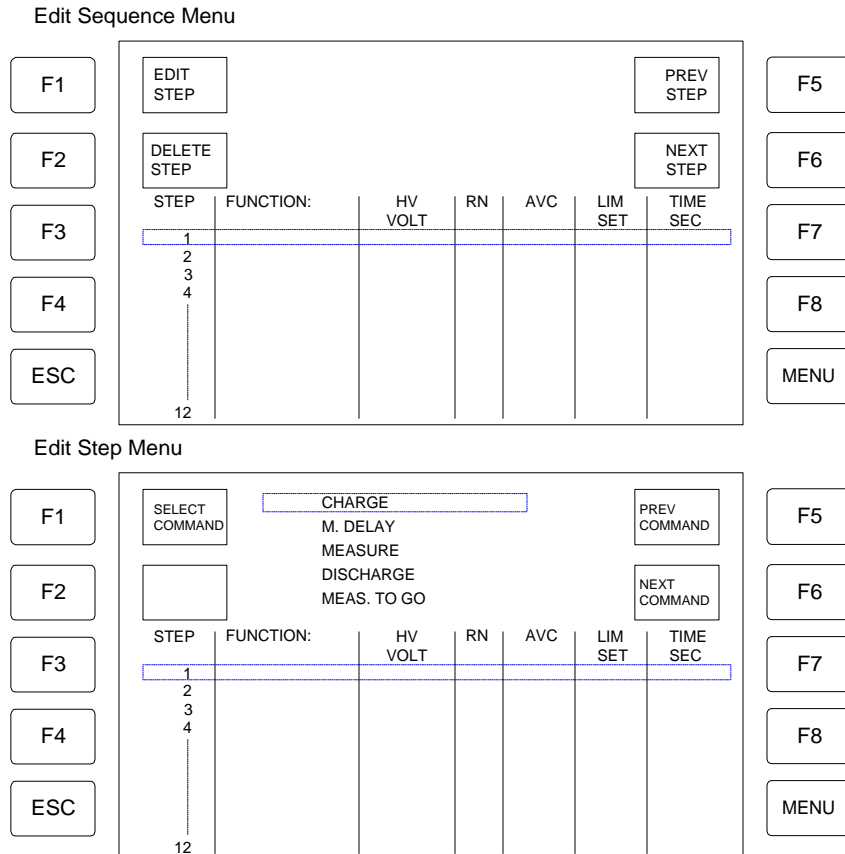 Edit Sequence Menu
F1
EDIT
STEP
PREV
STEP
F5
F2
DELETE
STEP
NEXT
STEP
F6
STEP FUNCTION: HV RN AVC LIM TIME
VOLT SET SEC
F3
1
F7
2
3
4
F4
F8
ESC
MENU
12
Edit Step Menu
F1
SELECT
COMMAND
CHARGE
M. DELAY
MEASURE
DISCHARGE
MEAS. TO GO
PREV
COMMAND
F5
F2
NEXT
COMMAND
F6
STEP FUNCTION: HV RN AVC LIM TIME
VOLT SET SEC
F3
1
F7
2
3
4
F4
F8
ESC
MENU
12